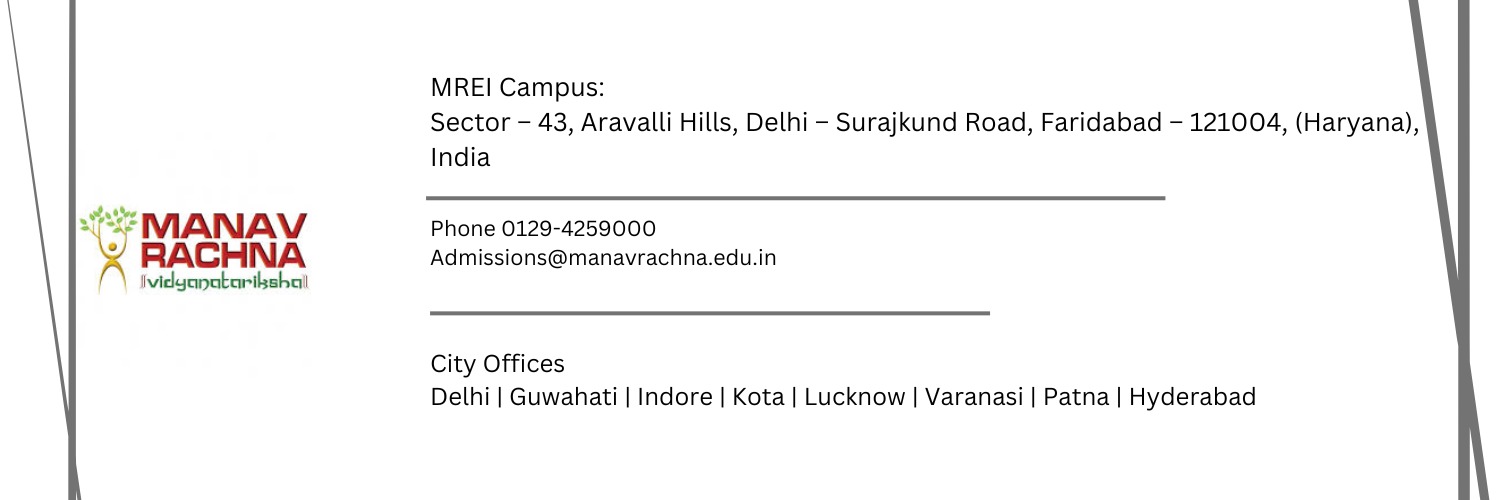 MREI Campus:
Sector – 43, Aravalli Hills, Delhi – Surajkund Road, Faridabad – 121004, (Haryana),
India
MANAV
RACHNA
vidyanatariksha
Phone 0129-4259000
Admissions@manavrachna.edu.in
City Offices
Delhi | Guwahati | Indore | Kota | Lucknow | Varanasi | Patna | Hyderabad